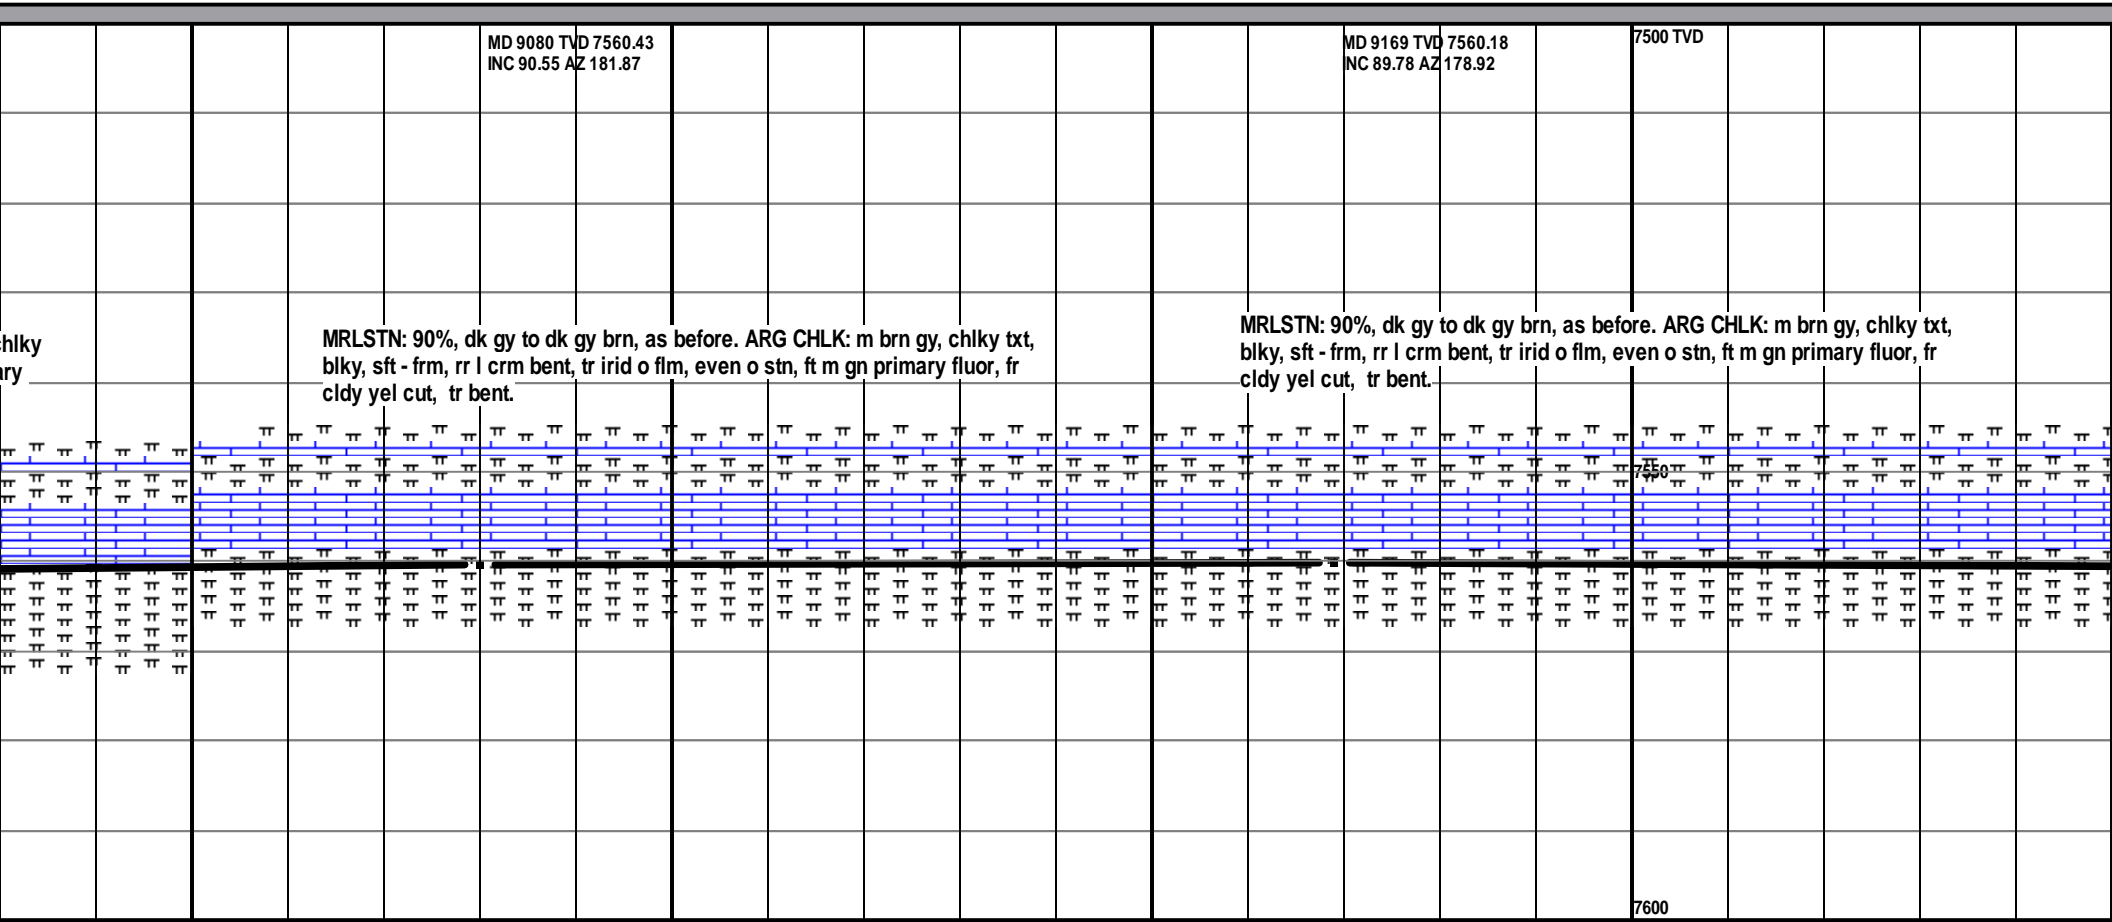 MD 9080 TVD 7560.43
INC 90.55 AZ 181.87
MD 9169 TVD 7560.18
INC 89.78 AZ 178.92
7500 TVD
chlky
MRLSTN: 90%, dk gy to dk gy brn, as before. ARG CHLK: m brn gy, chlky txt,
blky, sft - frm, rr l crm bent, tr irid o flm, even o stn, ft m gn primary fluor, fr
cldy yel cut, tr bent.
MRLSTN: 90%, dk gy to dk gy brn, as before. ARG CHLK: m brn gy, chlky txt,
blky, sft - frm, rr l crm bent, tr irid o flm, even o stn, ft m gn primary fluor, fr
cldy yel cut, tr bent.
7550
7600